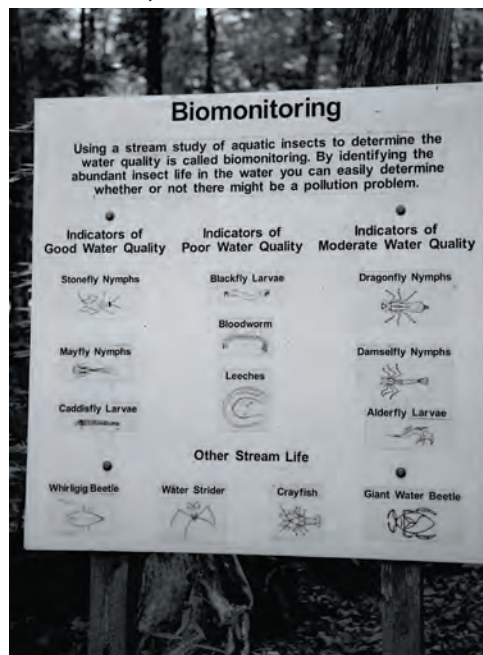 Biomonitoring
Using a stream study of aquatic insects to determine the
water quality is called biomonitoring. By identifying the
abundant insect life in the water you can easily determine
whether or not there might be a pollution problem.
Indicators of
Good Water Quality
Stonefly Nymphs
Mayfly Nymphs
Caddisfly Larvae
Indicators of
Poor Water Quality
Blackfly Larvae
Bloodworm
Leeches
Indicators of
Moderate Water Quality
Dragonfly Nymphs
Damselfly Nymphs
Alderfly Larvae
Other Stream Life
Whirligig Beetle
Water Strider
Crayfish
Giant Water Beetle